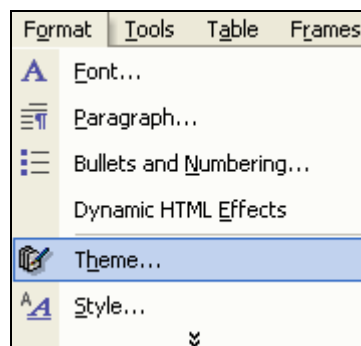 Format Tools Table Frames
Font...
Paragraph...
Bullets and Numbering...
Dynamic HTML Effects
Theme...
Style...